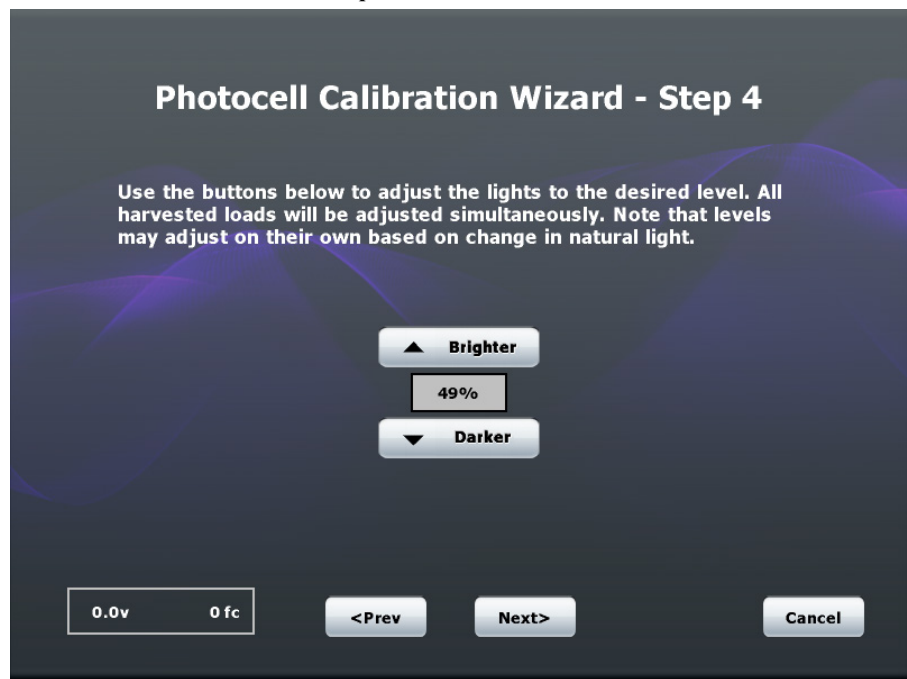 Photocell Calibration Wizard - Step 4
Use the buttons below to adjust the lights to the desired level. All
harvested loads will be adjusted simultaneously. Note that levels
may adjust on their own based on change in natural light.
Brighter
49%
Darker
0.0v 0 fc
<Prev Next> Cancel